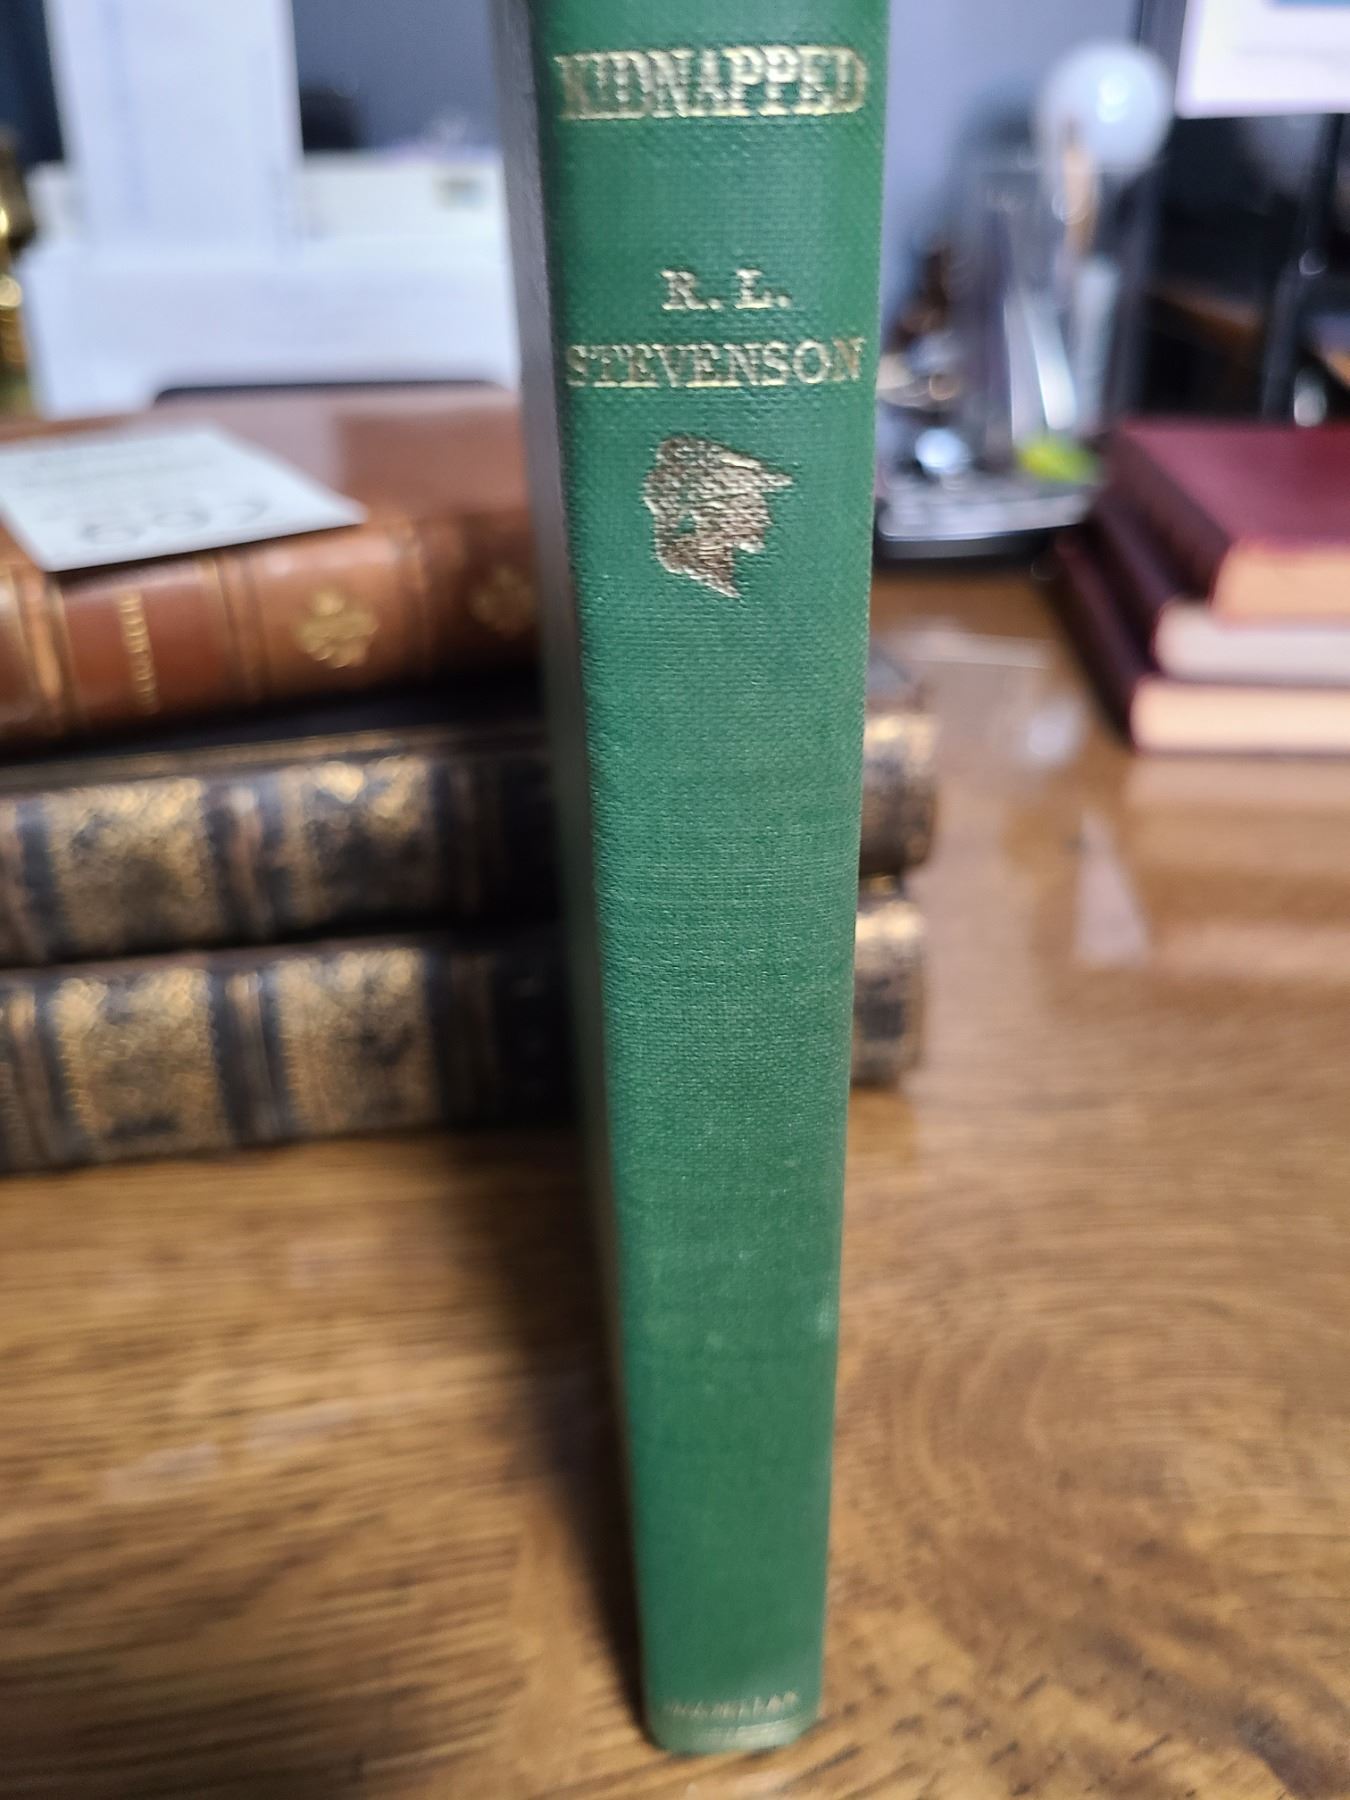 KIDNAPPED
R. L.
STEVENSON
MACMILLAN